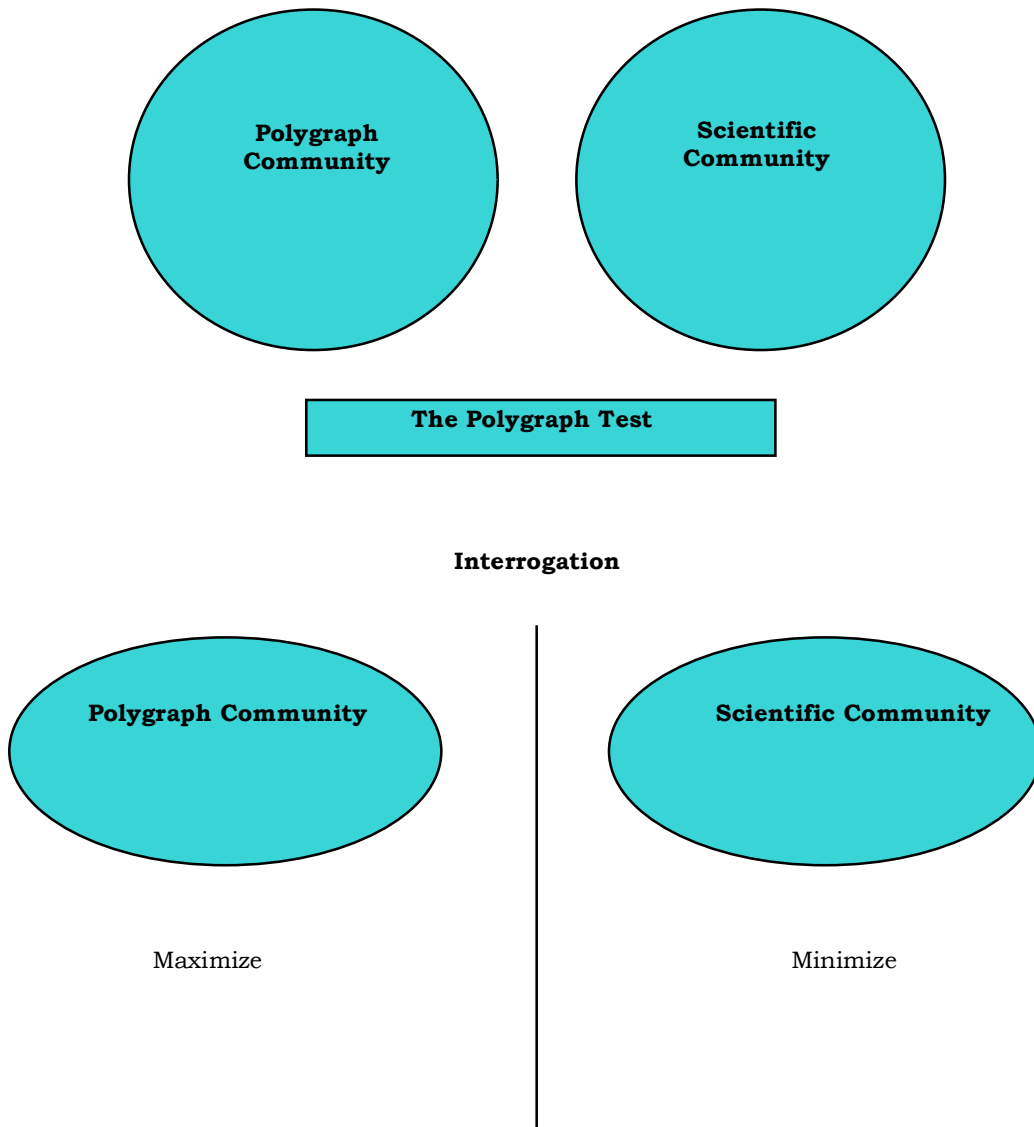 Polygraph
Community
Scientific
Community
The Polygraph Test
Interrogation
Polygraph Community
Scientific Community
Maximize
Minimize